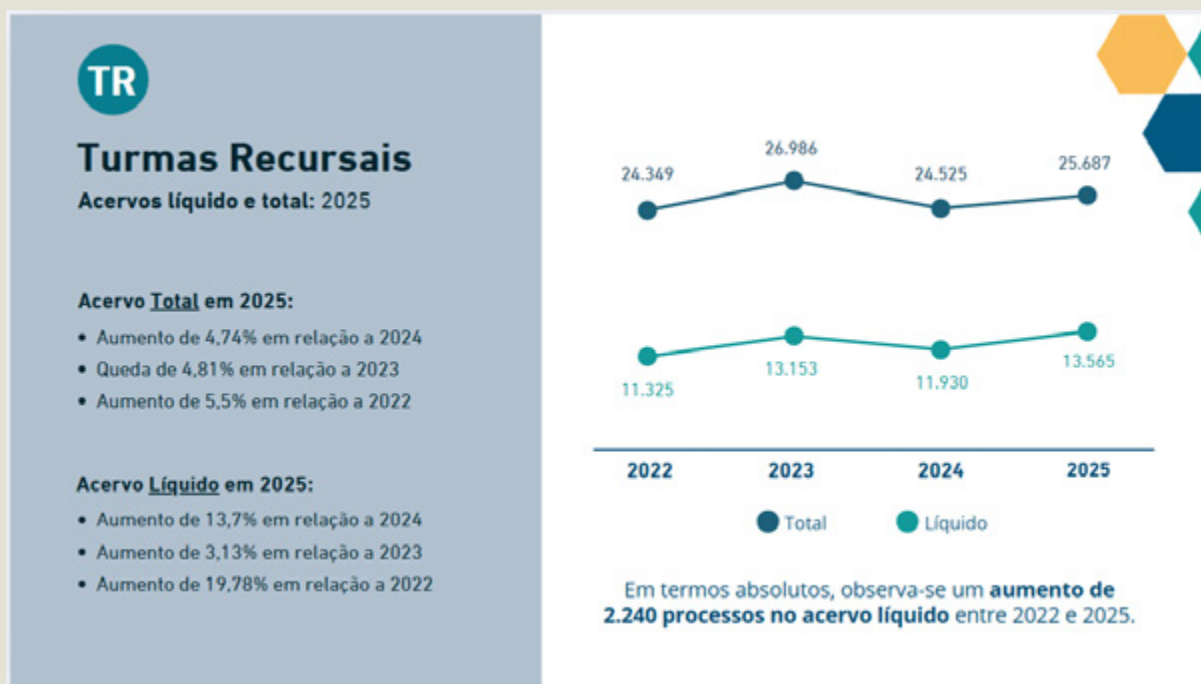 TR
Turmas Recursais
Acervos líquido e total: 2025
Acervo Total em 2025:
• Aumento de 4,74% em relação a 2024
• Queda de 4,81% em relação a 2023
• Aumento de 5,5% em relação a 2022
Acervo Líquido em 2025:
• Aumento de 13,7% em relação a 2024
• Aumento de 3,13% em relação a 2023
• Aumento de 19,78% em relação a 2022
24.349 26.986 24.525 25.687
11.325 13.153 11.930 13.565
2022 2023 2024 2025
Total Líquido
Em termos absolutos, observa-se um aumento de
2.240 processos no acervo líquido entre 2022 e 2025.